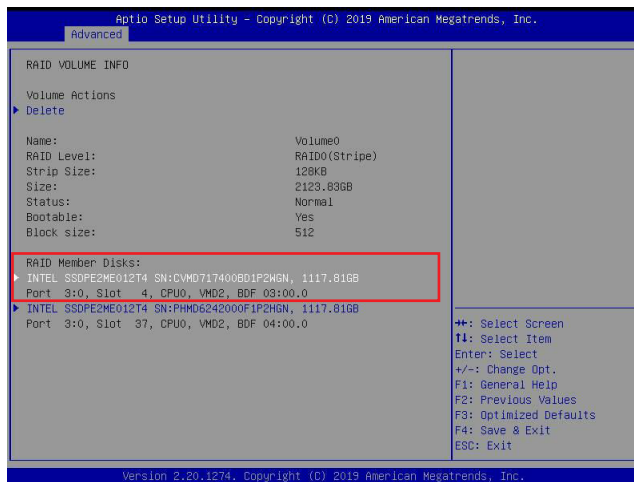 Aptio Setup Utility – Copyright (C) 2019 American Megatrends, Inc.
Advanced
RAID VOLUME INFO
Volume Actions
Delete
Name: Volume0
RAID Level: RAID0(Stripe)
Strip Size: 128KB
Size: 2123.83GB
Status: Normal
Bootable: Yes
Block size: 512
RAID Member Disks:
INTEL SSDPE2ME012T4 SN:CVMD717400BD1P2WGN, 1117.81GB
Port 3:0, Slot 4, CPU0, VMD2, BDF 03:00.0
INTEL SSDPE2ME012T4 SN:PHMD6242000F1P2HGN, 1117.81GB
Port 3:0, Slot 37, CPU0, VMD2, BDF 04:00.0
→←: Select Screen
↑↓: Select Item
Enter: Select
+/-: Change Opt.
F1: General Help
F2: Previous Values
F3: Optimized Defaults
F4: Save & Exit
ESC: Exit
Version 2.20.1274. Copyright (C) 2019 American Megatrends, Inc.